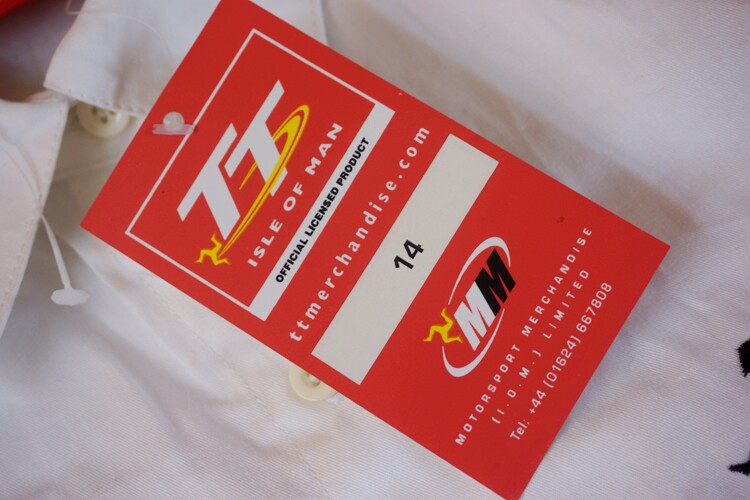 TT
ISLE OF MAN
OFFICIAL LICENSED PRODUCT
ttmerchandise.com
14
MM
MOTORSPORT MERCHANDISE
(I.O.M.) LIMITED
Tel: +44 (01624) 667808